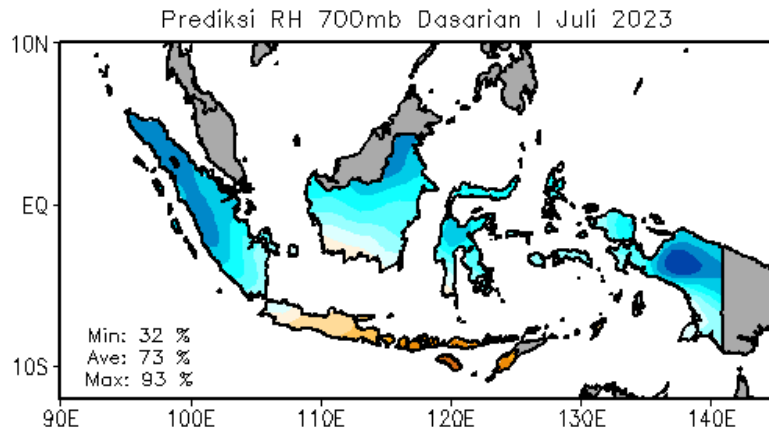 Prediksi RH 700mb Dasarian I Juli 2023
10N
EQ
Min: 32 %
Ave: 73 %
Max: 93 %
10S
90E 100E 110E 120E 130E 140E